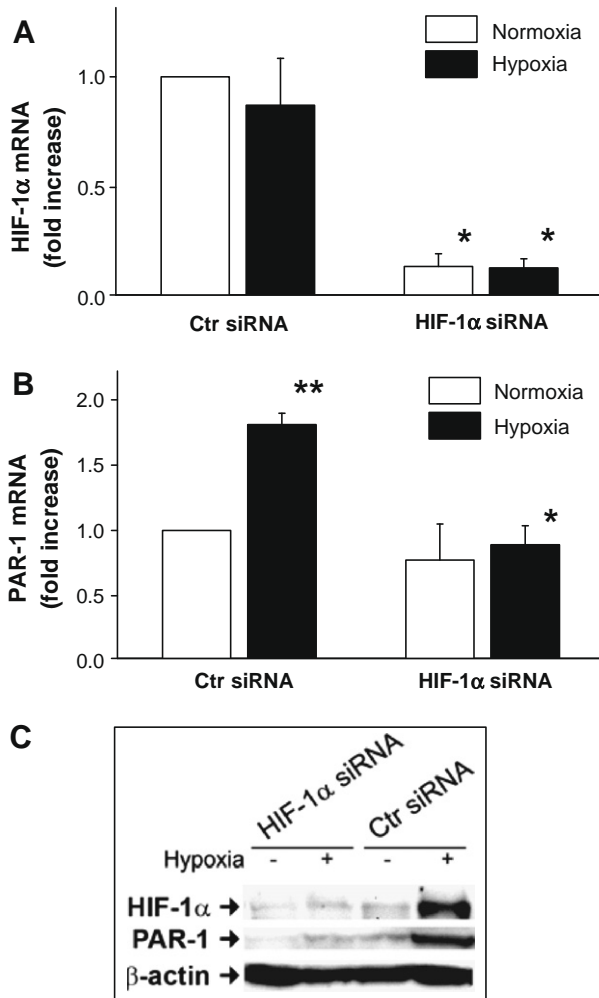 A
Normoxia
Hypoxia
HIF-1α mRNA
(fold increase)
1.0
0.5
0.0
*
*
Ctr siRNA
HIF-1α siRNA
B
Normoxia
Hypoxia
PAR-1 mRNA
(fold increase)
2.0
1.5
1.0
0.5
0.0
**
*
Ctr siRNA
HIF-1α siRNA
C
HIF-1α siRNA
Ctr siRNA
Hypoxia - + - +
HIF-1α →
PAR-1 →
β-actin →